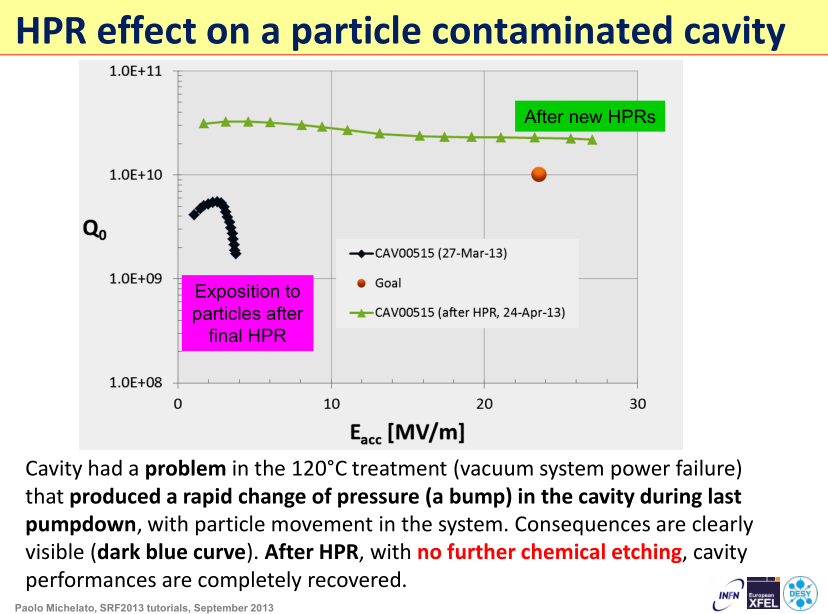 HPR effect on a particle contaminated cavity
1.0E+11
After new HPRs
1.0E+10
Q0
CAV00515 (27-Mar-13)
Goal
CAV00515 (after HPR, 24-Apr-13)
1.0E+09
Exposition to
particles after
final HPR
1.0E+08
0 10 20 30
Eacc [MV/m]
Cavity had a problem in the 120°C treatment (vacuum system power failure)
that produced a rapid change of pressure (a bump) in the cavity during last
pumpdown, with particle movement in the system. Consequences are clearly
visible (dark blue curve). After HPR, with no further chemical etching, cavity
performances are completely recovered.
Paolo Michelato, SRF2013 tutorials, September 2013
INFN
European
XFEL
DESY